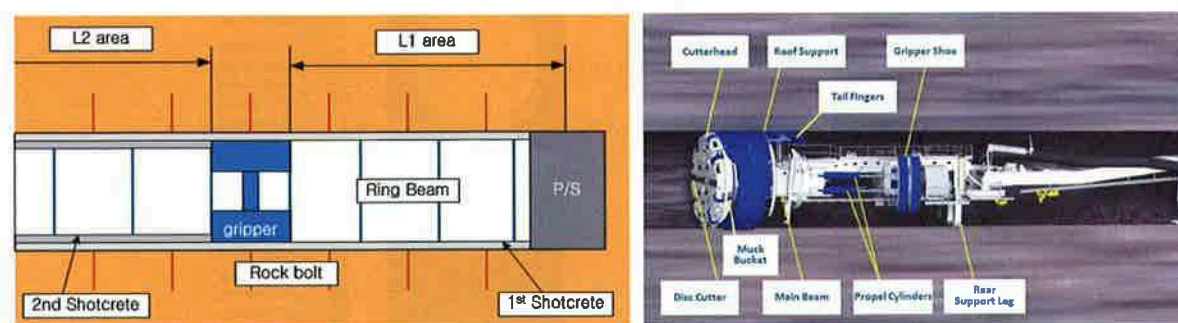 L2 area
L1 area
Ring Beam
P/S
gripper
Rock bolt
2nd Shotcrete
1st Shotcrete
Cutterhead
Roof Support
Gripper Shoe
Tail Fingers
Muck
Bucket
Disc Cutter
Main Beam
Propel Cylinders
Rear
Support Leg